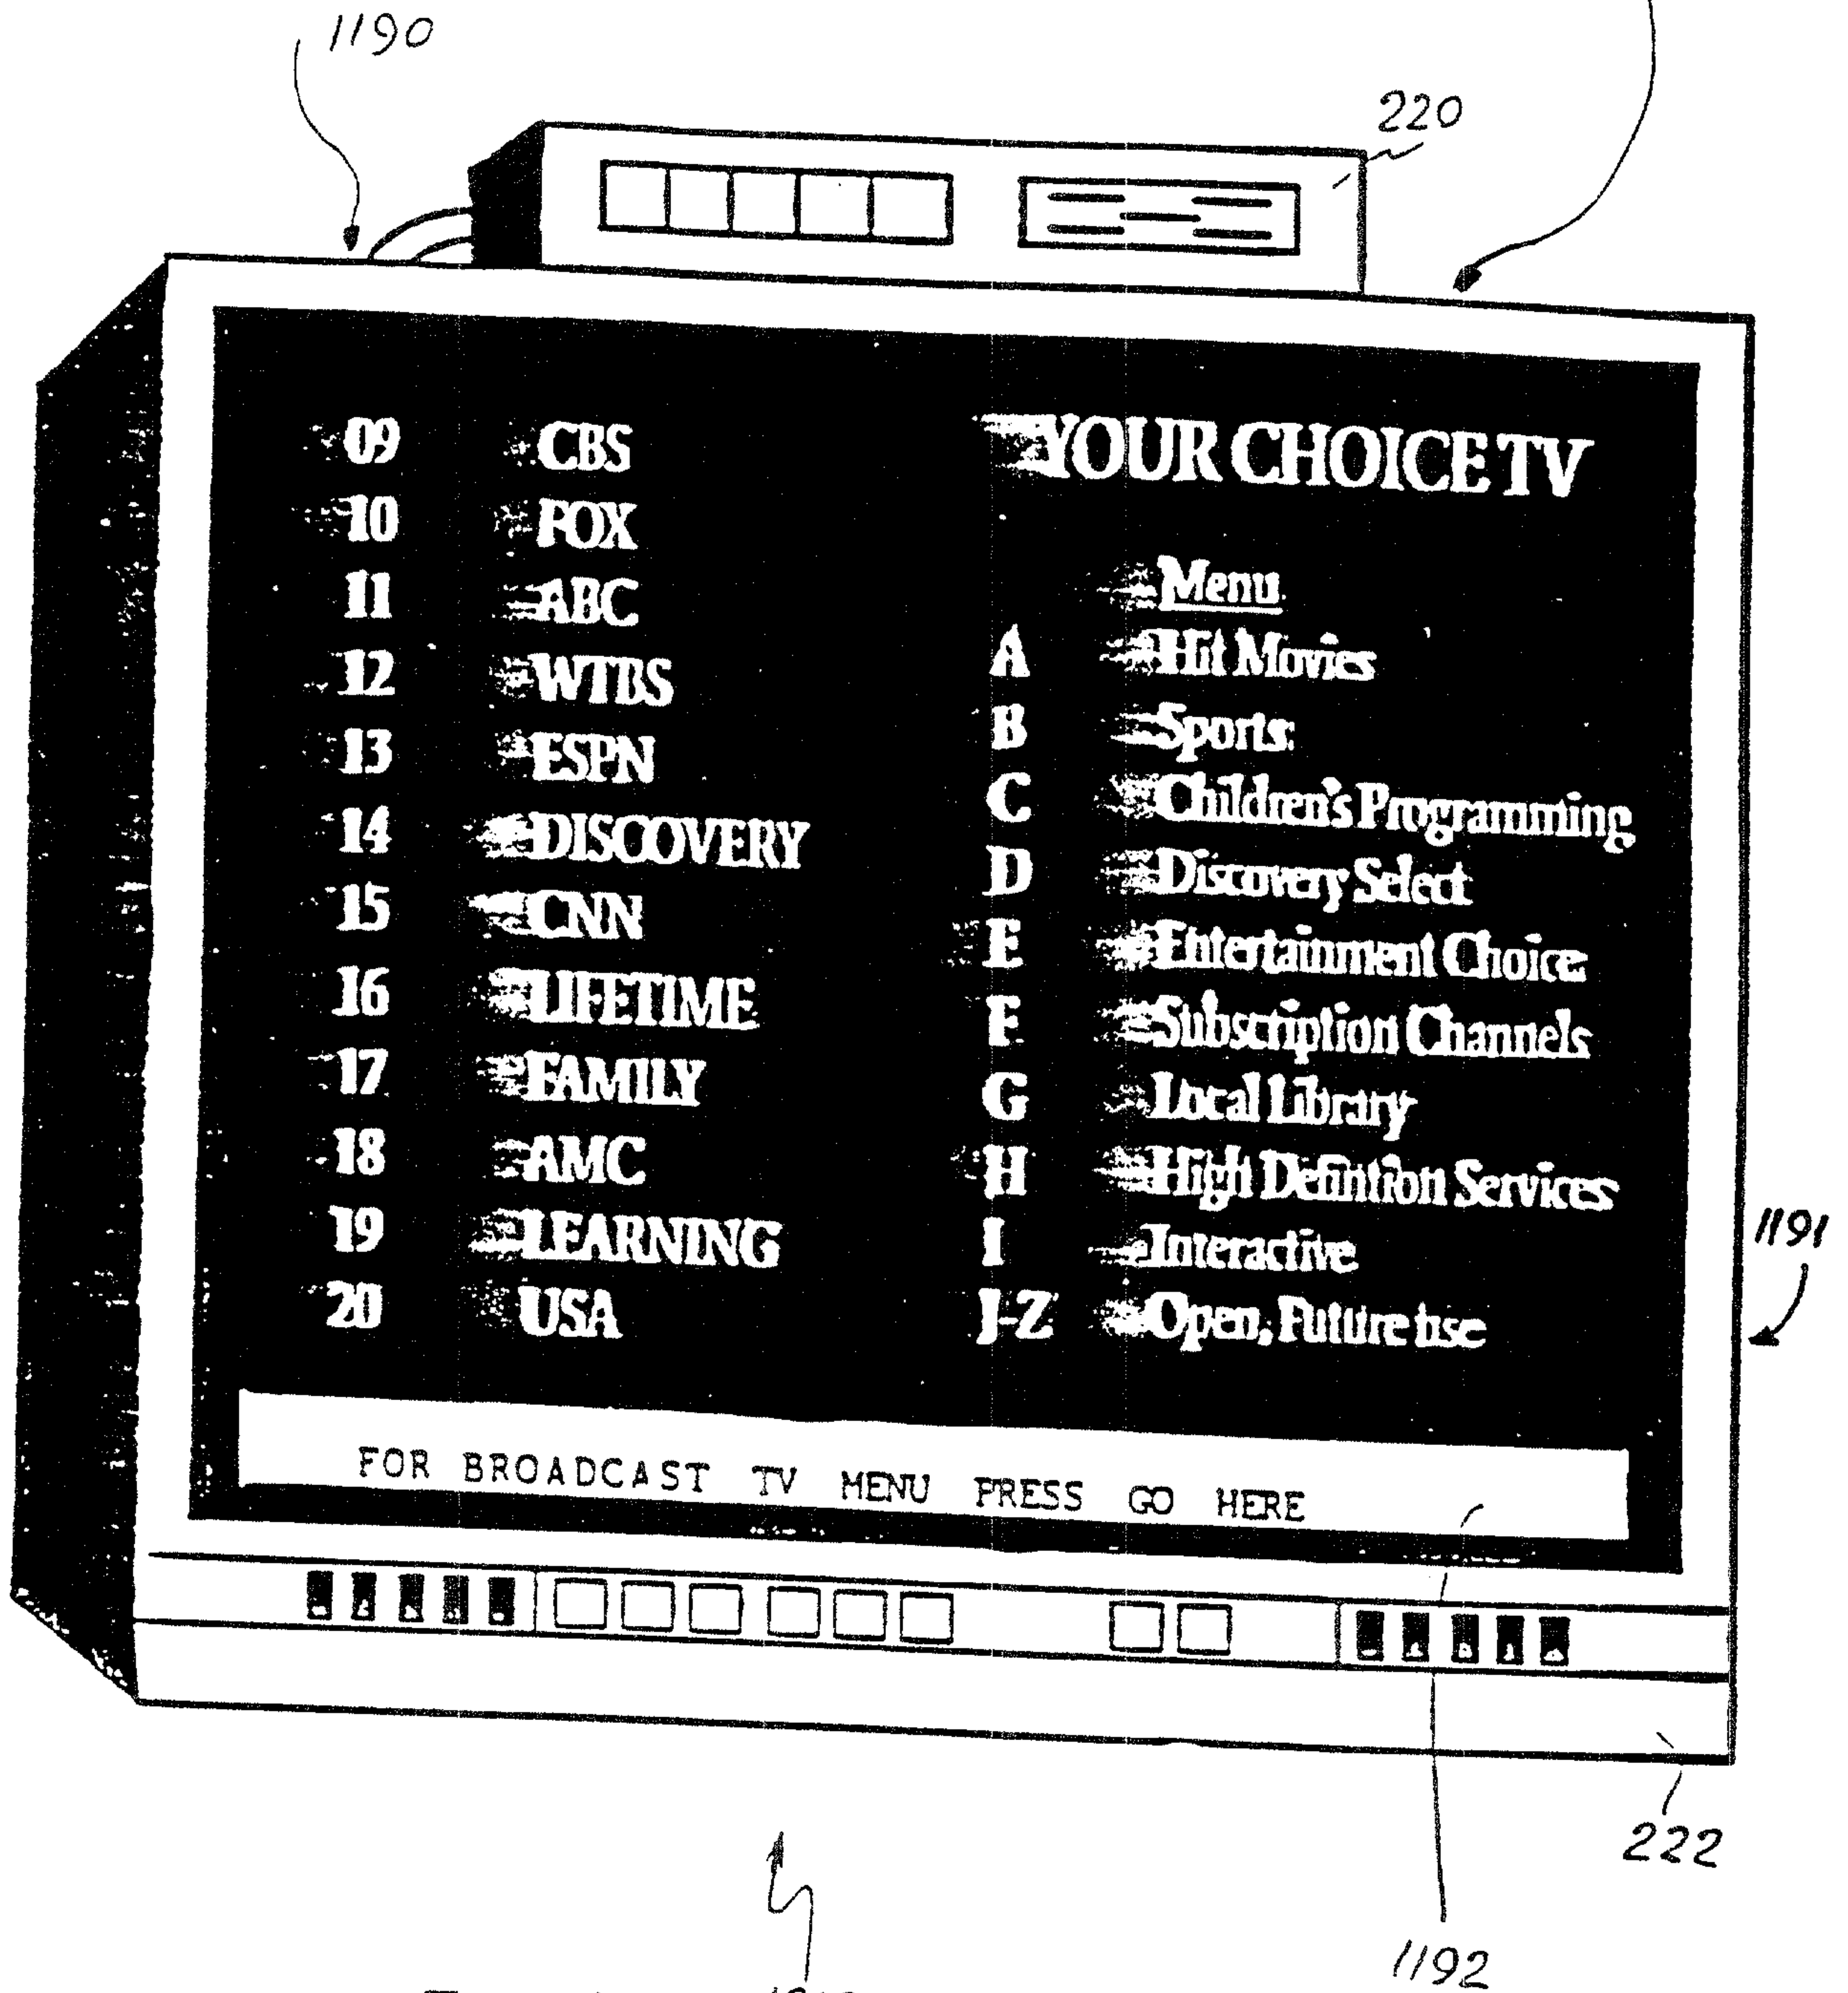 1190
220
09 CBS
10 FOX
11 ABC
12 WTBS
13 ESPN
14 DISCOVERY
15 CNN
16 LIFETIME
17 FAMILY
18 AMC
19 LEARNING
20 USA
YOUR CHOICE TV
Menu
A Hit Movies
B Sports
C Children's Programming
D Discovery Select
E Entertainment Choice
F Subscription Channels
G Local Library
H High Defintion Services
I Interactive
J-Z Open, Future use
1191
FOR BROADCAST TV MENU PRESS GO HERE
222
1192